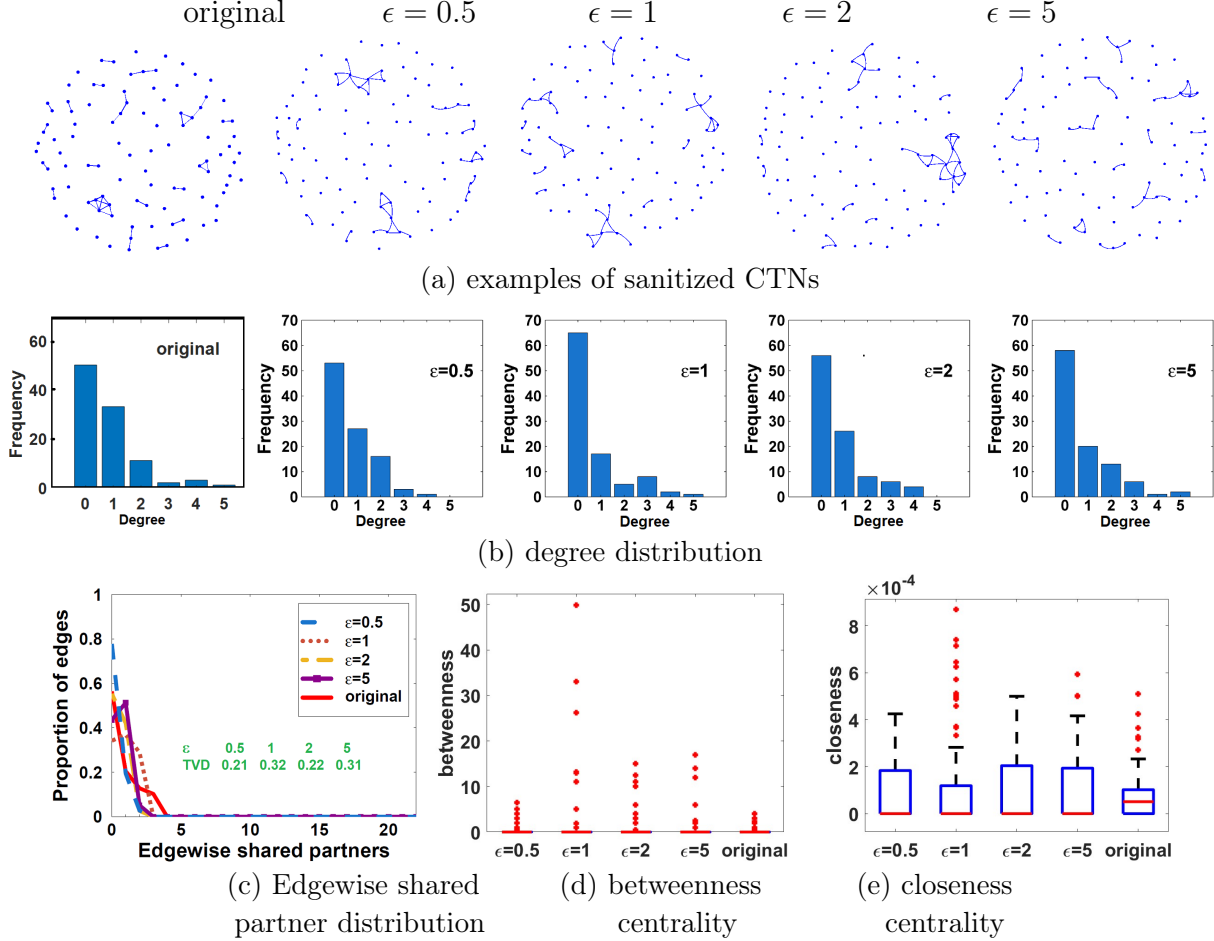 original ϵ = 0.5 ϵ = 1 ϵ = 2 ϵ = 5
(a) examples of sanitized CTNs
Frequency
60
40
20
0
original
0 1 2 3 4 5
Degree
Frequency
70
60
50
40
30
20
10
0
ε=0.5
0 1 2 3 4 5
Degree
Frequency
70
60
50
40
30
20
10
0
ε=1
0 1 2 3 4 5
Degree
Frequency
70
60
50
40
30
20
10
0
ε=2
0 1 2 3 4 5
Degree
Frequency
70
60
50
40
30
20
10
0
ε=5
0 1 2 3 4 5
Degree
(b) degree distribution
Proportion of edges
1
0.8
0.6
0.4
0.2
0
ε=0.5
ε=1
ε=2
ε=5
original
ε 0.5 1 2 5
TVD 0.21 0.32 0.22 0.31
0 5 10 15 20
Edgewise shared partners
betweenness
50
40
30
20
10
0
ϵ=0.5 ϵ=1 ϵ=2 ϵ=5 original
×10⁻⁴
closeness
8
6
4
2
0
ϵ=0.5 ϵ=1 ϵ=2 ϵ=5 original
(c) Edgewise shared
partner distribution
(d) betweenness
centrality
(e) closeness
centrality